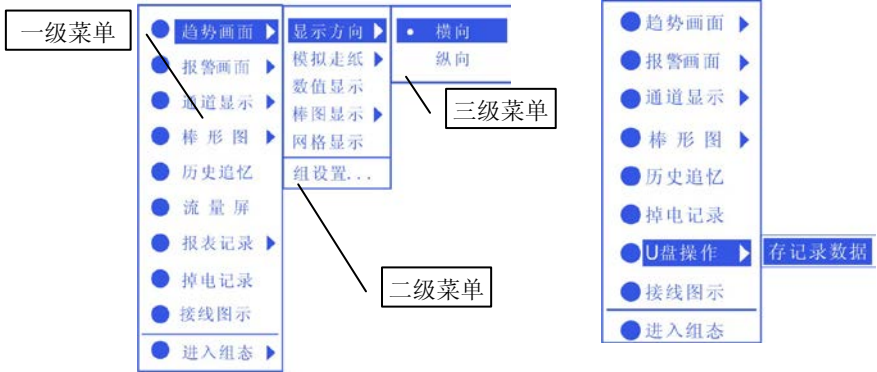 一级菜单
趋势画面
报警画面
通道显示
棒形图
历史追忆
流量屏
报表记录
掉电记录
接线图示
进入组态
显示方向
模拟走纸
数值显示
棒图显示
网格显示
组设置...
• 横向
纵向
三级菜单
二级菜单
趋势画面
报警画面
通道显示
棒形图
历史追忆
掉电记录
U盘操作
存记录数据
接线图示
进入组态